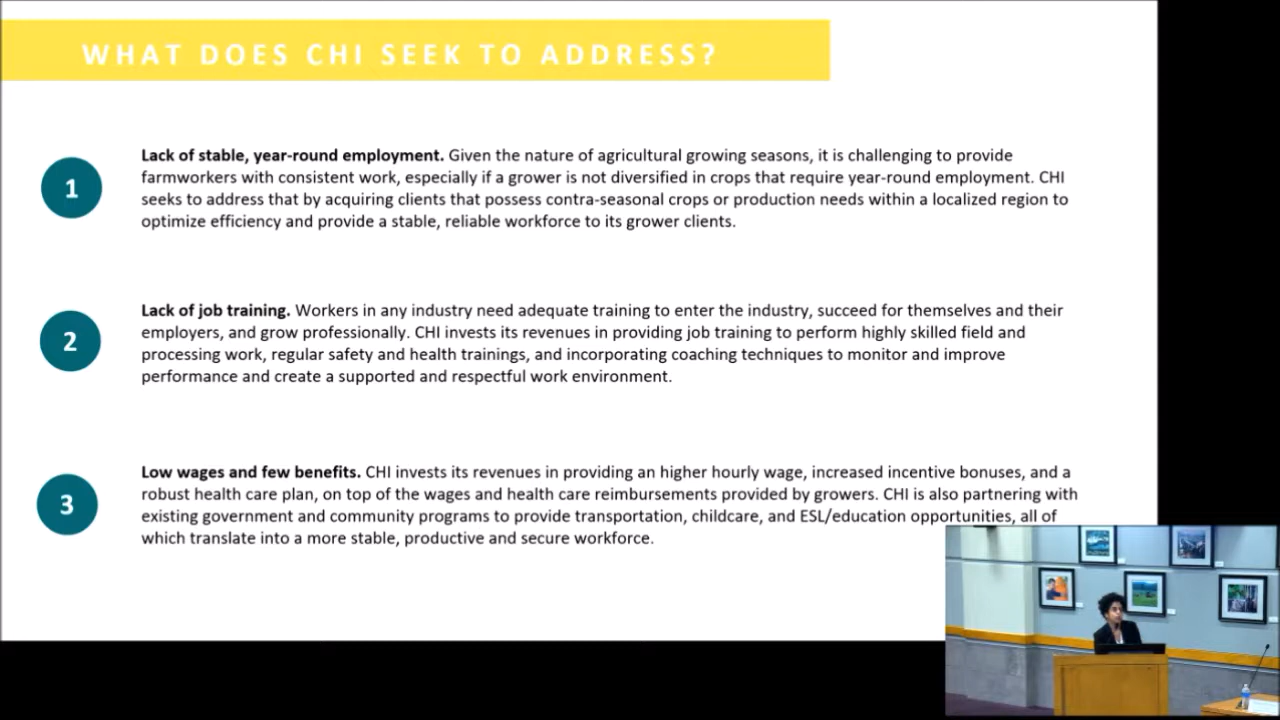 WHAT DOES CHI SEEK TO ADDRESS?
1
Lack of stable, year-round employment. Given the nature of agricultural growing seasons, it is challenging to provide
farmworkers with consistent work, especially if a grower is not diversified in crops that require year-round employment. CHI
seeks to address that by acquiring clients that possess contra-seasonal crops or production needs within a localized region to
optimize efficiency and provide a stable, reliable workforce to its grower clients.
2
Lack of job training. Workers in any industry need adequate training to enter the industry, succeed for themselves and their
employers, and grow professionally. CHI invests its revenues in providing job training to perform highly skilled field and
processing work, regular safety and health trainings, and incorporating coaching techniques to monitor and improve
performance and create a supported and respectful work environment.
3
Low wages and few benefits. CHI invests its revenues in providing an higher hourly wage, increased incentive bonuses, and a
robust health care plan, on top of the wages and health care reimbursements provided by growers. CHI is also partnering with
existing government and community programs to provide transportation, childcare, and ESL/education opportunities, all of
which translate into a more stable, productive and secure workforce.